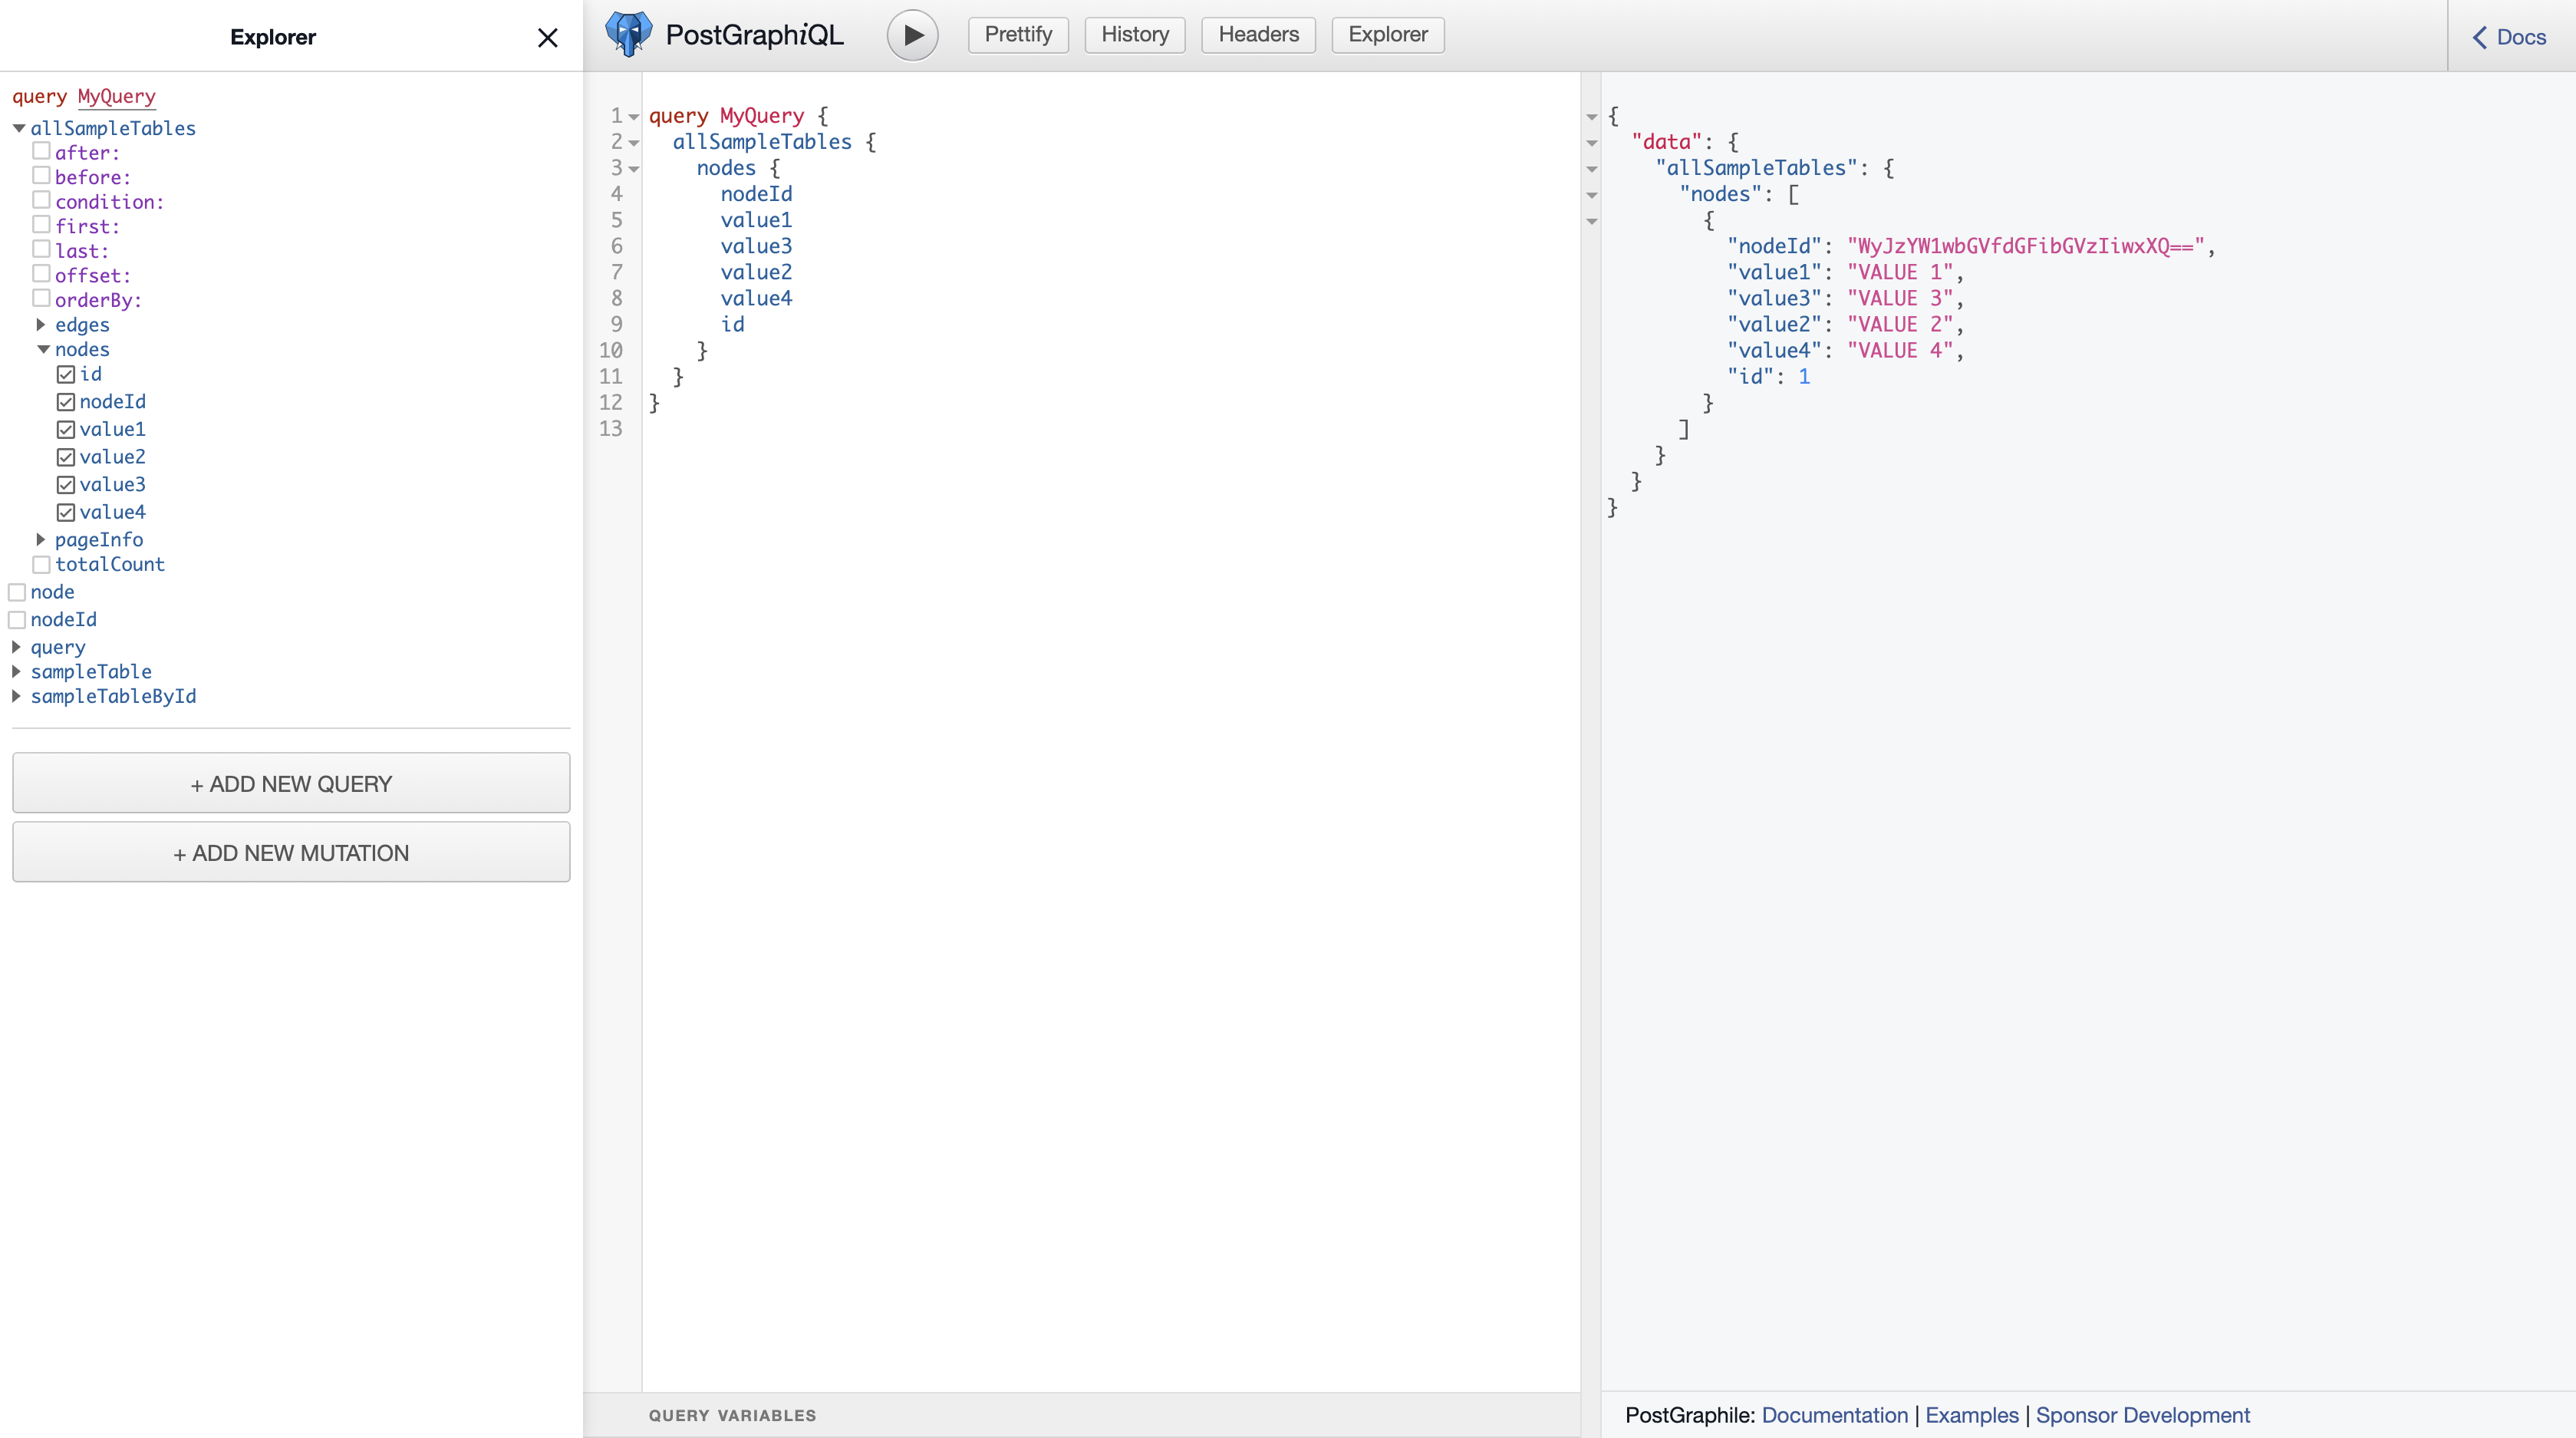 Explorer
query MyQuery
allSampleTables
after:
before:
condition:
first:
last:
offset:
orderBy:
edges
nodes
id
nodeId
value1
value2
value3
value4
pageInfo
totalCount
node
nodeId
query
sampleTable
sampleTableById
+ ADD NEW QUERY
+ ADD NEW MUTATION
PostGraphiQL
Prettify
History
Headers
Explorer
Docs
1 query MyQuery {
2 allSampleTables {
3 nodes {
4 nodeId
5 value1
6 value3
7 value2
8 value4
9 id
10 }
11 }
12 }
13
QUERY VARIABLES
{
"data": {
"allSampleTables": {
"nodes": [
{
"nodeId": "WyJzYW1wbGVfdGFibGVzIiwxXQ==",
"value1": "VALUE 1",
"value3": "VALUE 3",
"value2": "VALUE 2",
"value4": "VALUE 4",
"id": 1
}
]
}
}
}
PostGraphile: Documentation | Examples | Sponsor Development